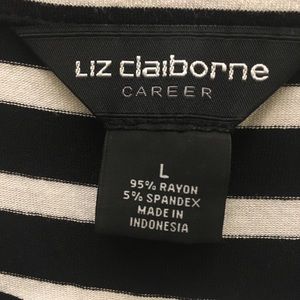 Liz claiborne
CAREER
L
95% RAYON
5% SPANDEX
MADE IN
INDONESIA